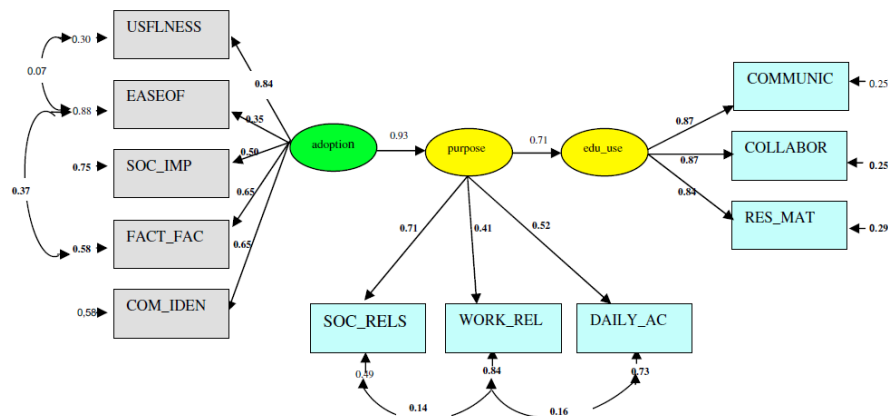 USFLNESS
0.30
0.07
EASEOF
0.88
0.84
0.35
SOC_IMP
0.75
0.50
0.37
0.65
FACT_FAC
0.58
0.65
COM_IDEN
0,58
adoption
0.93
purpose
0.71
edu_use
0.87
COMMUNIC
0.25
0.87
COLLABOR
0.25
0.84
RES_MAT
0.29
0.71
0.41
0.52
SOC_RELS
WORK_REL
DAILY_AC
0.49
0.84
0.73
0.14
0.16